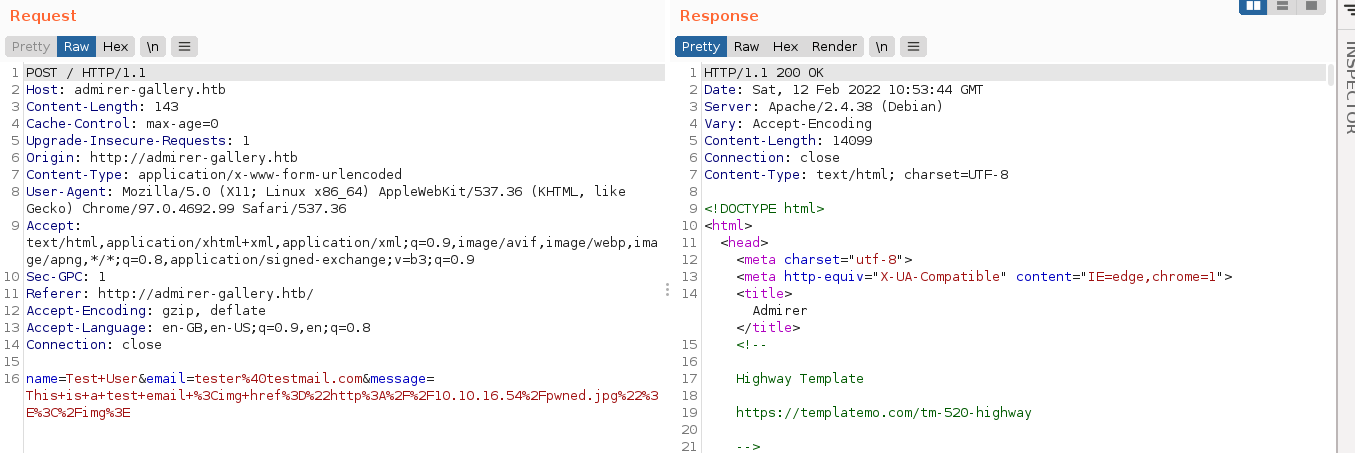 Request
Pretty Raw Hex \n
1 POST / HTTP/1.1
2 Host: admirer-gallery.htb
3 Content-Length: 143
4 Cache-Control: max-age=0
5 Upgrade-Insecure-Requests: 1
6 Origin: http://admirer-gallery.htb
7 Content-Type: application/x-www-form-urlencoded
8 User-Agent: Mozilla/5.0 (X11; Linux x86_64) AppleWebKit/537.36 (KHTML, like
Gecko) Chrome/97.0.4692.99 Safari/537.36
9 Accept:
text/html,application/xhtml+xml,application/xml;q=0.9,image/avif,image/webp,ima
ge/apng,*/*;q=0.8,application/signed-exchange;v=b3;q=0.9
10 Sec-GPC: 1
11 Referer: http://admirer-gallery.htb/
12 Accept-Encoding: gzip, deflate
13 Accept-Language: en-GB,en-US;q=0.9,en;q=0.8
14 Connection: close
15
16 name=Test+User&email=tester%40testmail.com&message=
This+is+a+test+email+%3Cimg+href%3D%22http%3A%2F%2F10.10.16.54%2Fpwned.jpg%22%3
E%3C%2Fimg%3E
Response
Pretty Raw Hex Render \n
1 HTTP/1.1 200 OK
2 Date: Sat, 12 Feb 2022 10:53:44 GMT
3 Server: Apache/2.4.38 (Debian)
4 Vary: Accept-Encoding
5 Content-Length: 14099
6 Connection: close
7 Content-Type: text/html; charset=UTF-8
8
9 <!DOCTYPE html>
10 <html>
11 <head>
12 <meta charset="utf-8">
13 <meta http-equiv="X-UA-Compatible" content="IE=edge,chrome=1">
14 <title>
Admirer
</title>
15 <!--
16
17 Highway Template
18
19 https://templatemo.com/tm-520-highway
20
21 -->
INSPECTOR